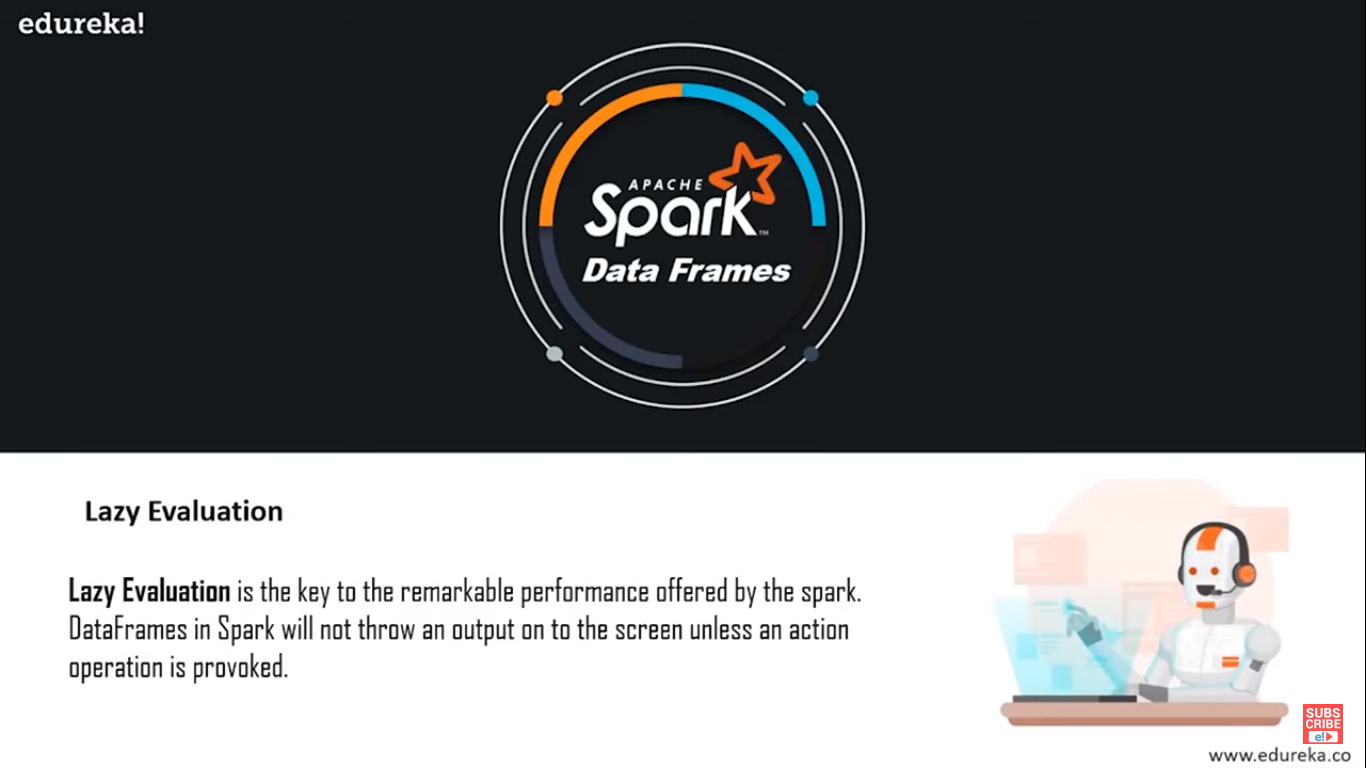 edureka!
APACHE
Spark™
Data Frames
Lazy Evaluation
Lazy Evaluation is the key to the remarkable performance offered by the spark.
DataFrames in Spark will not throw an output on to the screen unless an action
operation is provoked.
SUBS
CRIBE
e!
www.edureka.co